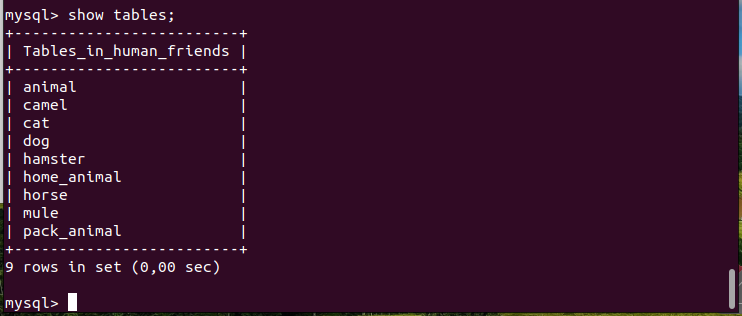 mysql> show tables;
+-------------------------+
| Tables_in_human_friends |
+-------------------------+
| animal                  |
| camel                   |
| cat                     |
| dog                     |
| hamster                 |
| home_animal             |
| horse                   |
| mule                    |
| pack_animal             |
+-------------------------+
9 rows in set (0,00 sec)
mysql>